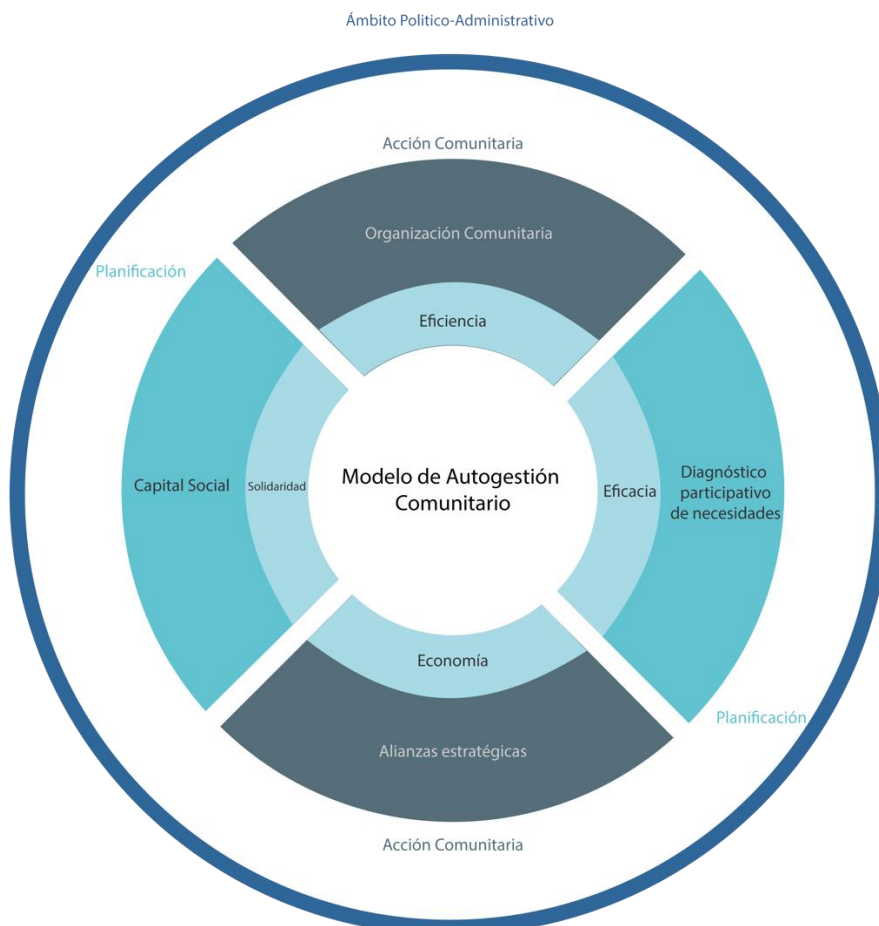 Ámbito Politico-Administrativo
Acción Comunitaria
Organización Comunitaria
Planificación
Eficiencia
Modelo de Autogestión
Comunitario
Capital Social
Solidaridad
Eficacia
Diagnóstico
participativo
de necesidades
Economía
Planificación
Alianzas estratégicas
Acción Comunitaria